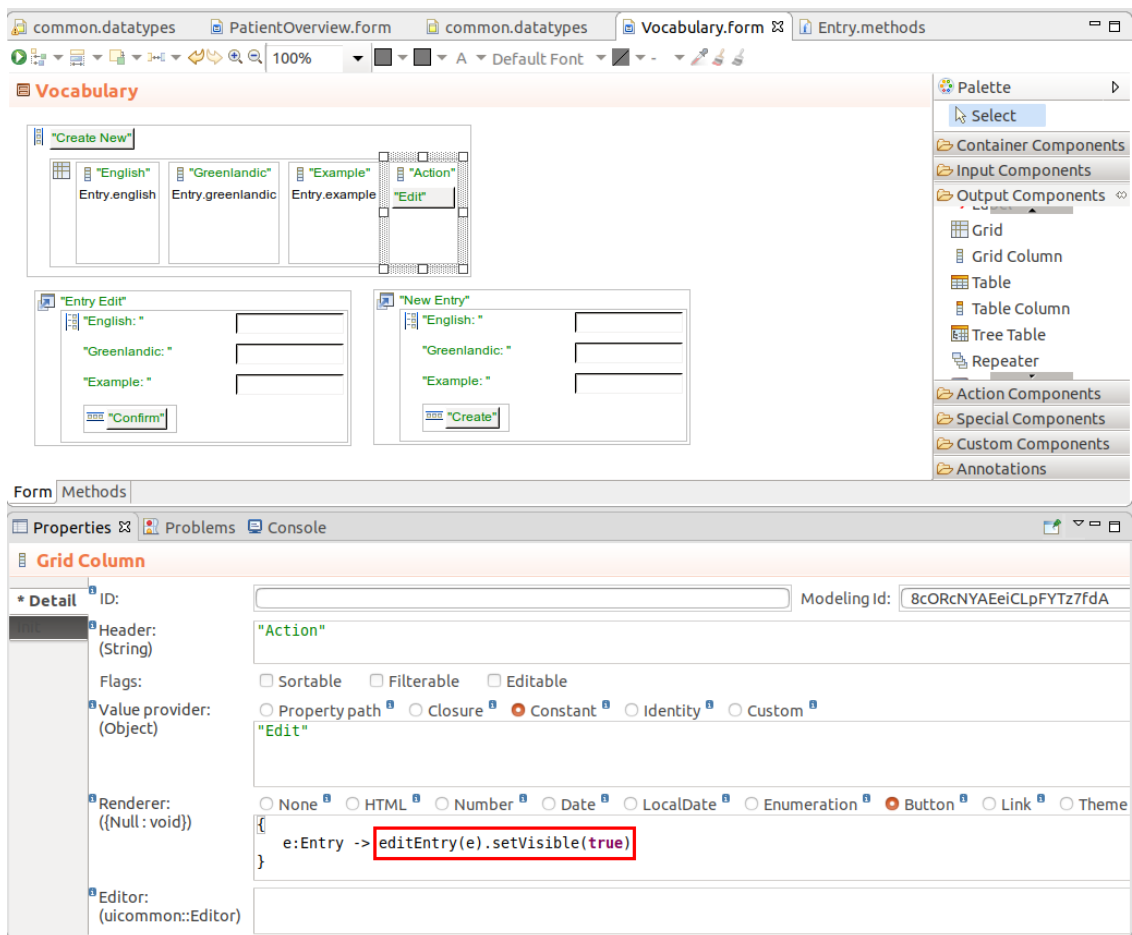 common.datatypes PatientOverview.form common.datatypes Vocabulary.form Entry.methods
100% A Default Font
Vocabulary
Palette
Select
Container Components
Input Components
Output Components
Grid
Grid Column
Table
Table Column
Tree Table
Repeater
Action Components
Special Components
Custom Components
Annotations
"Create New"
"English" "Greenlandic" "Example" "Action"
Entry.english Entry.greenlandic Entry.example "Edit"
"Entry Edit" "New Entry"
"English: " "English: "
"Greenlandic: " "Greenlandic: "
"Example: " "Example: "
"Confirm" "Create"
Form Methods
Properties Problems Console
Grid Column
* Detail ID: Modeling Id: 8cORcNYAEeiCLpFYTz7fdA
Init Header: "Action"
(String)
Flags: Sortable Filterable Editable
Value provider: Property path Closure Constant Identity Custom
(Object) "Edit"
Renderer: None HTML Number Date LocalDate Enumeration Button Link Theme
({Null : void}) {
e:Entry -> editEntry(e).setVisible(true)
}
Editor:
(uicommon::Editor)